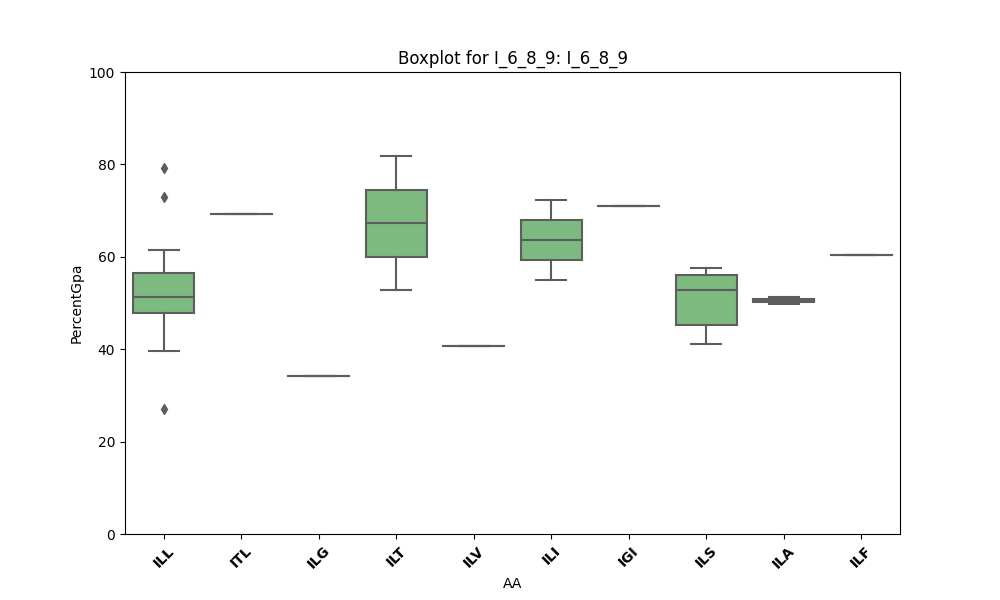 Boxplot for I_6_8_9: I_6_8_9
100
80
60
40
20
0
PercentGpa
ILL
ITL
ILG
ILT
ILV
ILI
IGI
ILS
ILA
ILF
AA